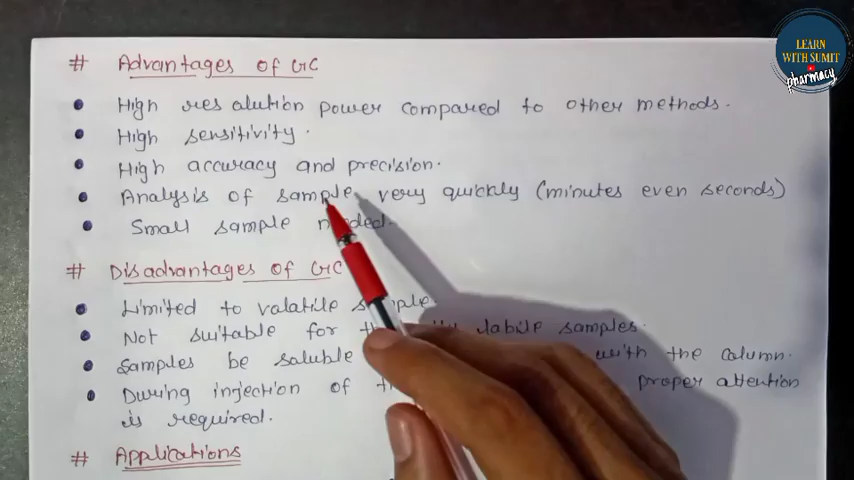 # Advantages of GC
High resolution power compared to other methods.
High sensitivity.
High accuracy and precision.
Analysis of sample very quickly (minutes even seconds)
Small sample needed.
# Disadvantages of GC
Limited to volatile sample
Not suitable for labile samples.
Samples be soluble with the column.
During injection of proper attention
is required.
# Applications
LEARN
WITH SUMIT
pharmacy